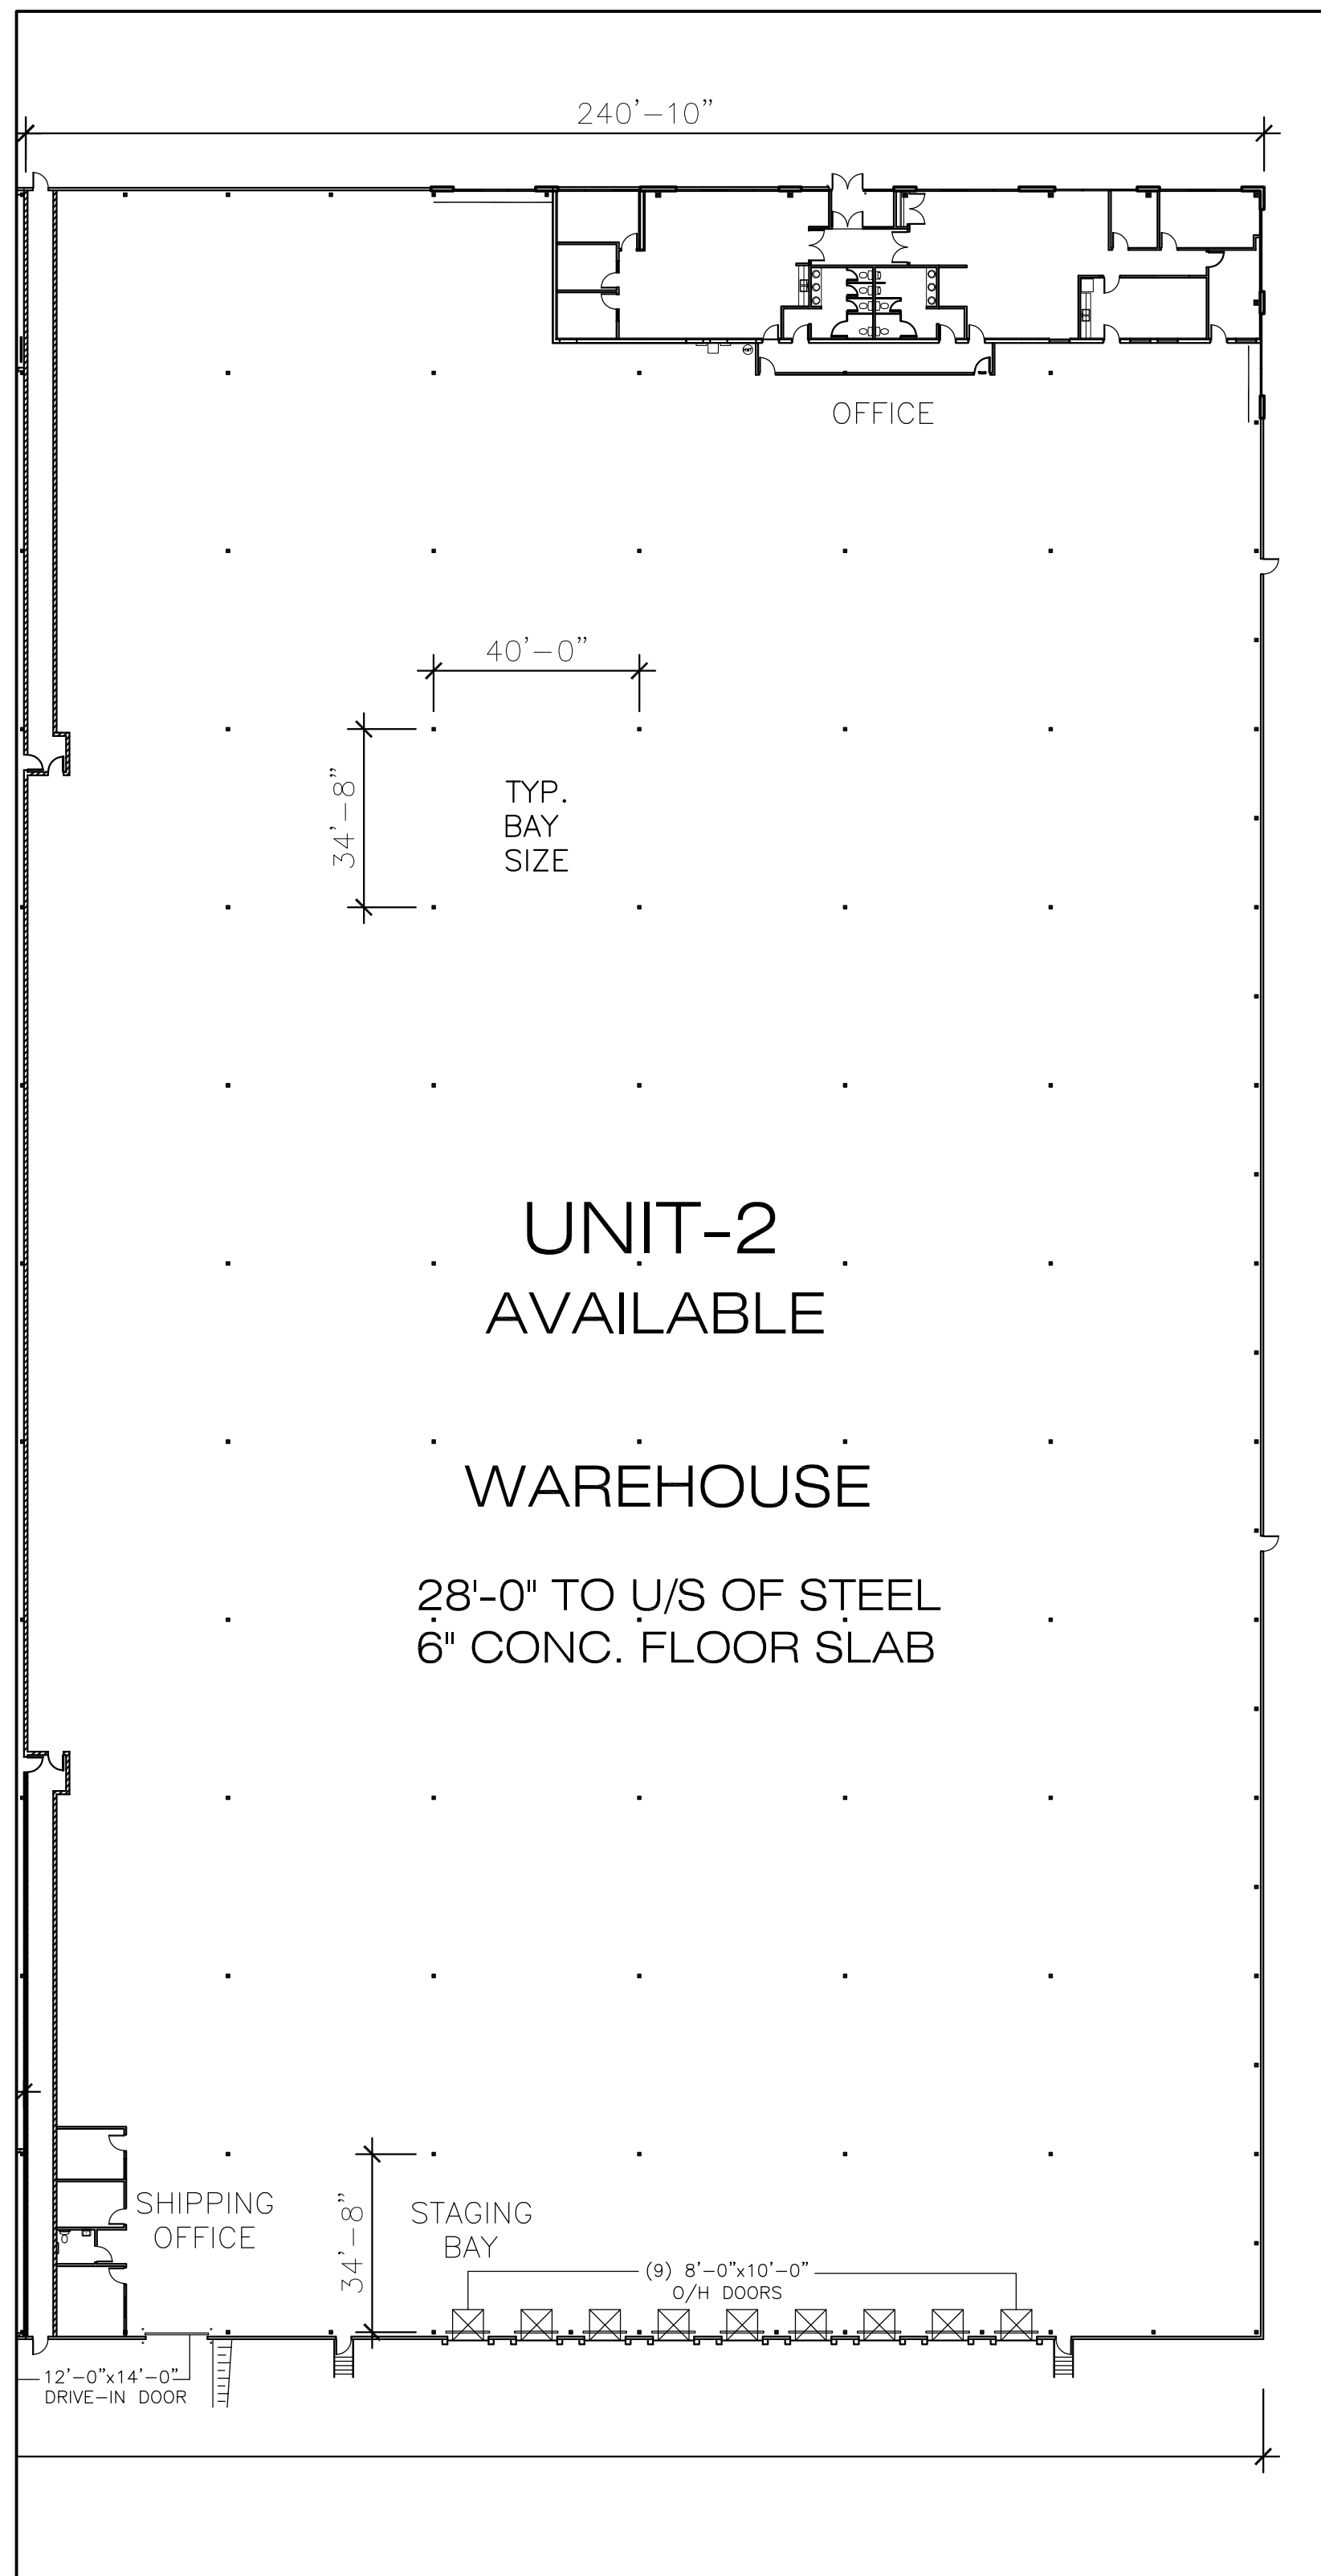 240’–10”
OFFICE
40’–0”
34’–8”
TYP.
BAY
SIZE
UNIT-2
AVAILABLE
WAREHOUSE
28'-0" TO U/S OF STEEL
6" CONC. FLOOR SLAB
SHIPPING
OFFICE
34’–8”
STAGING
BAY
(9) 8’–0”x10’–0”
O/H DOORS
12’–0”x14’–0”
DRIVE–IN DOOR